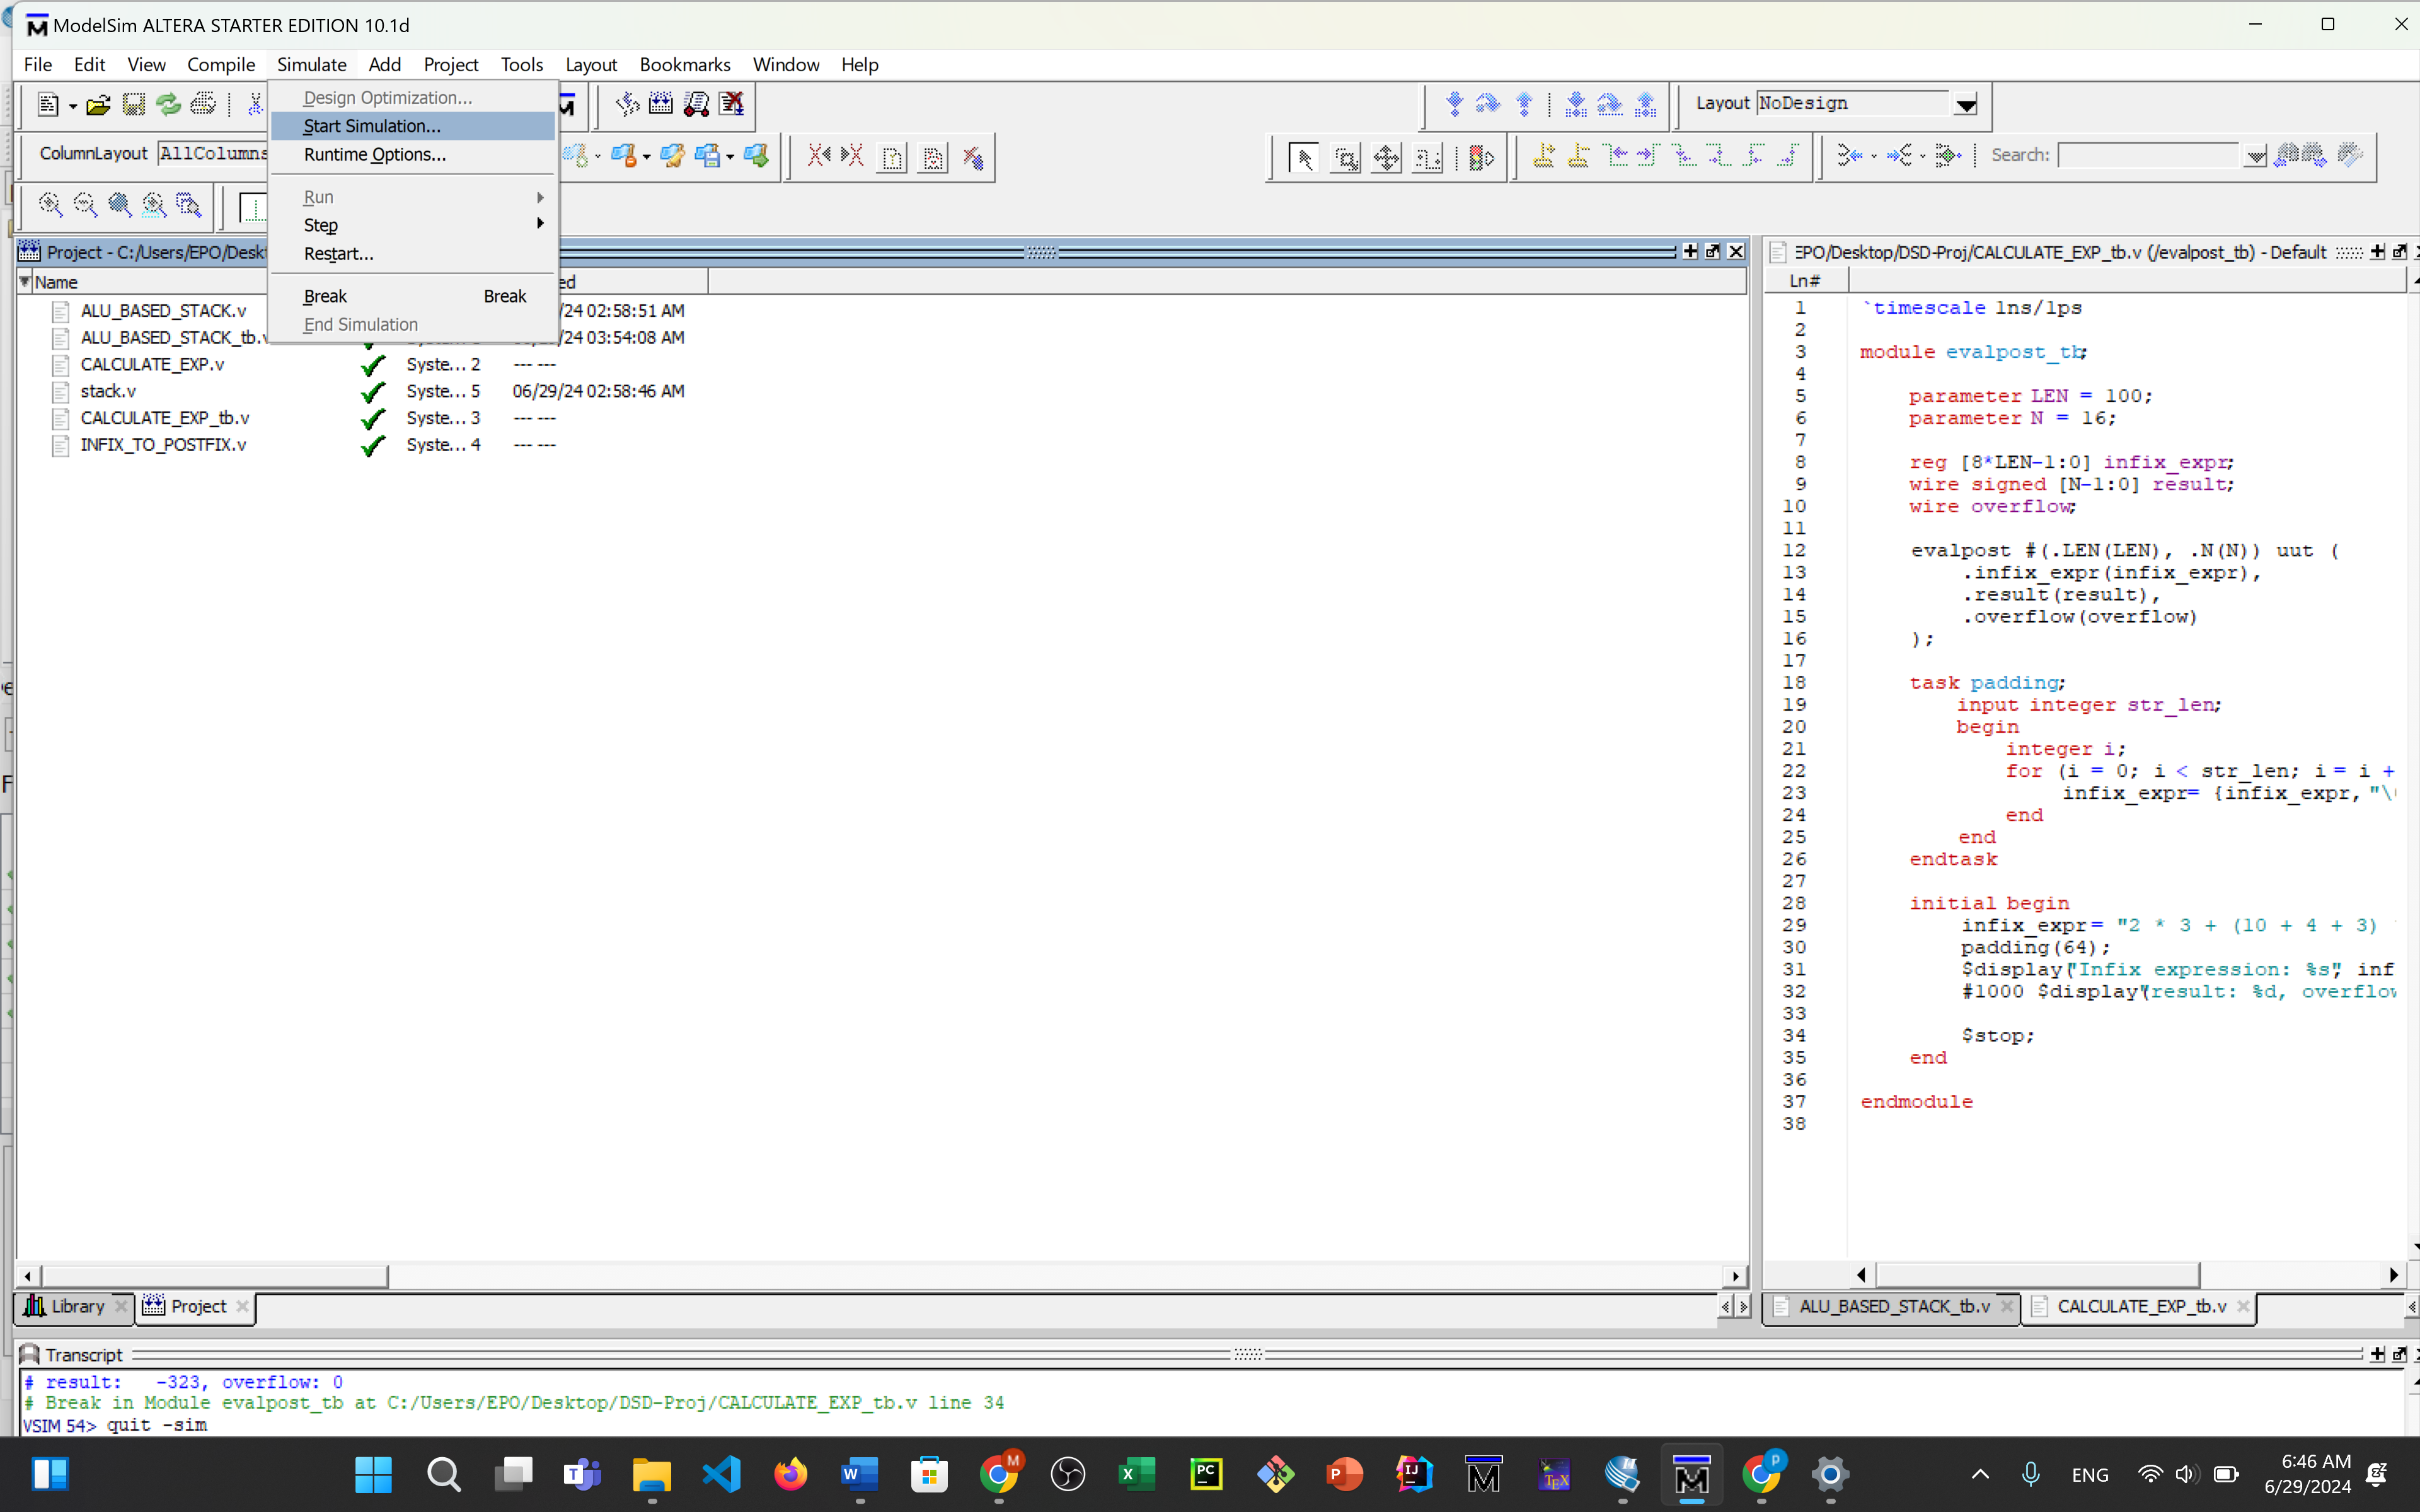 ModelSim ALTERA STARTER EDITION 10.1d
File Edit View Compile Simulate Add Project Tools Layout Bookmarks Window Help
Design Optimization...
Start Simulation...
Runtime Options...
Run
Step
Restart...
Break Break
End Simulation
Layout NoDesign
ColumnLayout AllColumns
Search:
Project - C:/Users/EPO/Deskt
Name
ed
ALU_BASED_STACK.v /24 02:58:51 AM
ALU_BASED_STACK_tb.v /24 03:54:08 AM
CALCULATE_EXP.v Syste... 2 --- ---
stack.v Syste... 5 06/29/24 02:58:46 AM
CALCULATE_EXP_tb.v Syste... 3 --- ---
INFIX_TO_POSTFIX.v Syste... 4 --- ---
EPO/Desktop/DSD-Proj/CALCULATE_EXP_tb.v (/evalpost_tb) - Default
Ln#
1 `timescale 1ns/1ps
2
3 module evalpost_tb;
4
5 parameter LEN = 100;
6 parameter N = 16;
7
8 reg [8*LEN-1:0] infix_expr;
9 wire signed [N-1:0] result;
10 wire overflow;
11
12 evalpost #(.LEN(LEN), .N(N)) uut (
13 .infix_expr(infix_expr),
14 .result(result),
15 .overflow(overflow)
16 );
17
18 task padding;
19 input integer str_len;
20 begin
21 integer i;
22 for (i = 0; i < str_len; i = i +
23 infix_expr= {infix_expr, "\
24 end
25 end
26 endtask
27
28 initial begin
29 infix_expr = "2 * 3 + (10 + 4 + 3)
30 padding(64);
31 $display("Infix expression: %s", inf
32 #1000 $display("result: %d, overflow
33
34 $stop;
35 end
36
37 endmodule
38
Library Project
ALU_BASED_STACK_tb.v CALCULATE_EXP_tb.v
Transcript
# result: -323, overflow: 0
# Break in Module evalpost_tb at C:/Users/EPO/Desktop/DSD-Proj/CALCULATE_EXP_tb.v line 34
VSIM 54> quit -sim
ENG
6:46 AM
6/29/2024